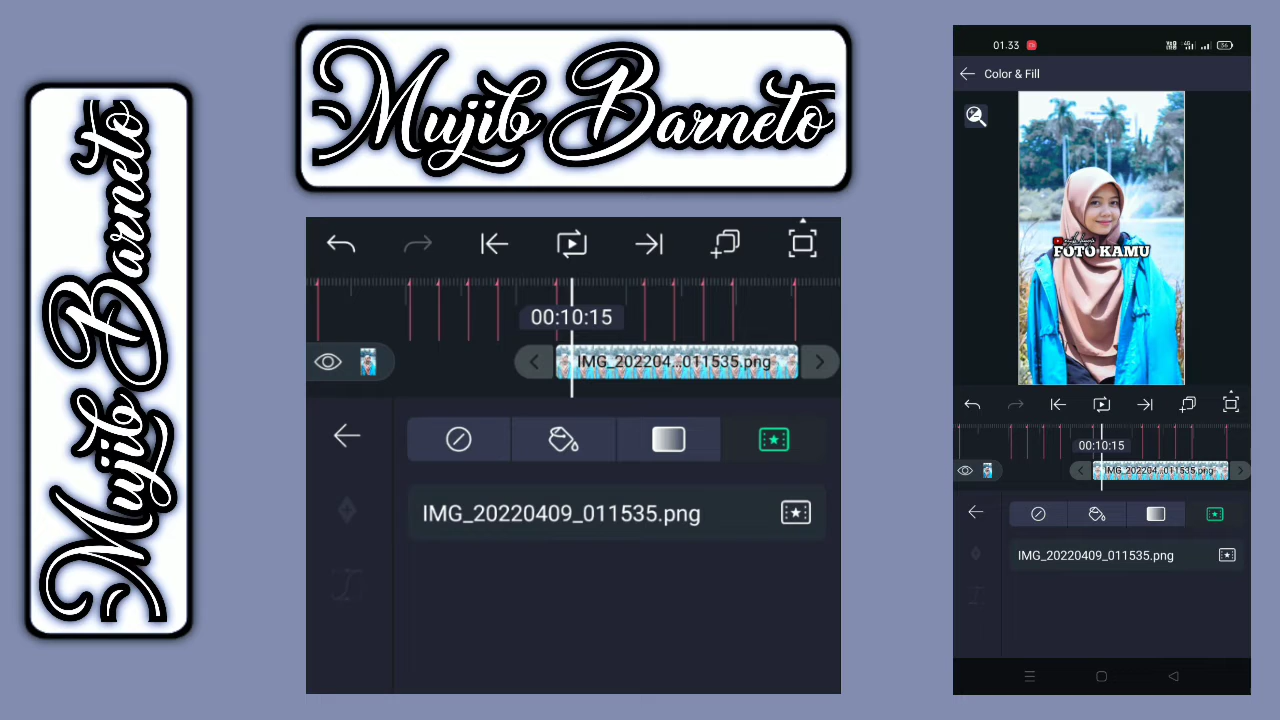 Mujib Barneto
Mujib Barneto
00:10:15
IMG_202204...011535.png
IMG_20220409_011535.png
01.33
Color & Fill
FOTO KAMU
00:10:15
IMG_202204...011535.png
IMG_20220409_011535.png